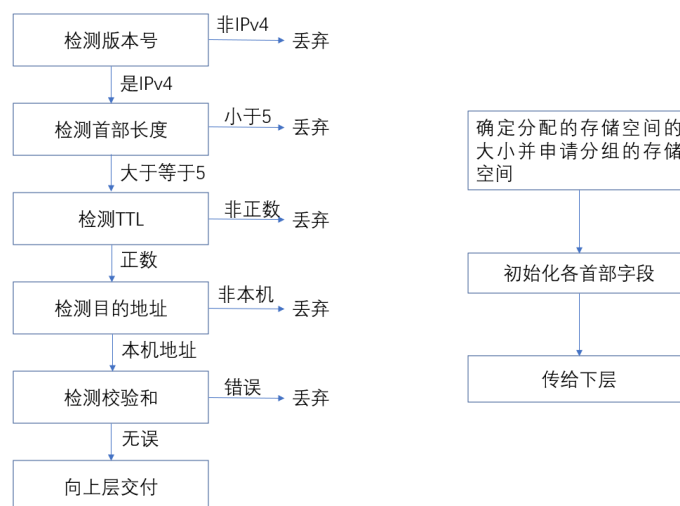 检测版本号
非IPv4
丢弃
是IPv4
检测首部长度
小于5
丢弃
大于等于5
检测TTL
非正数
丢弃
正数
检测目的地址
非本机
丢弃
本机地址
检测校验和
错误
丢弃
无误
向上层交付
确定分配的存储空间的
大小并申请分组的存储
空间
初始化各首部字段
传给下层